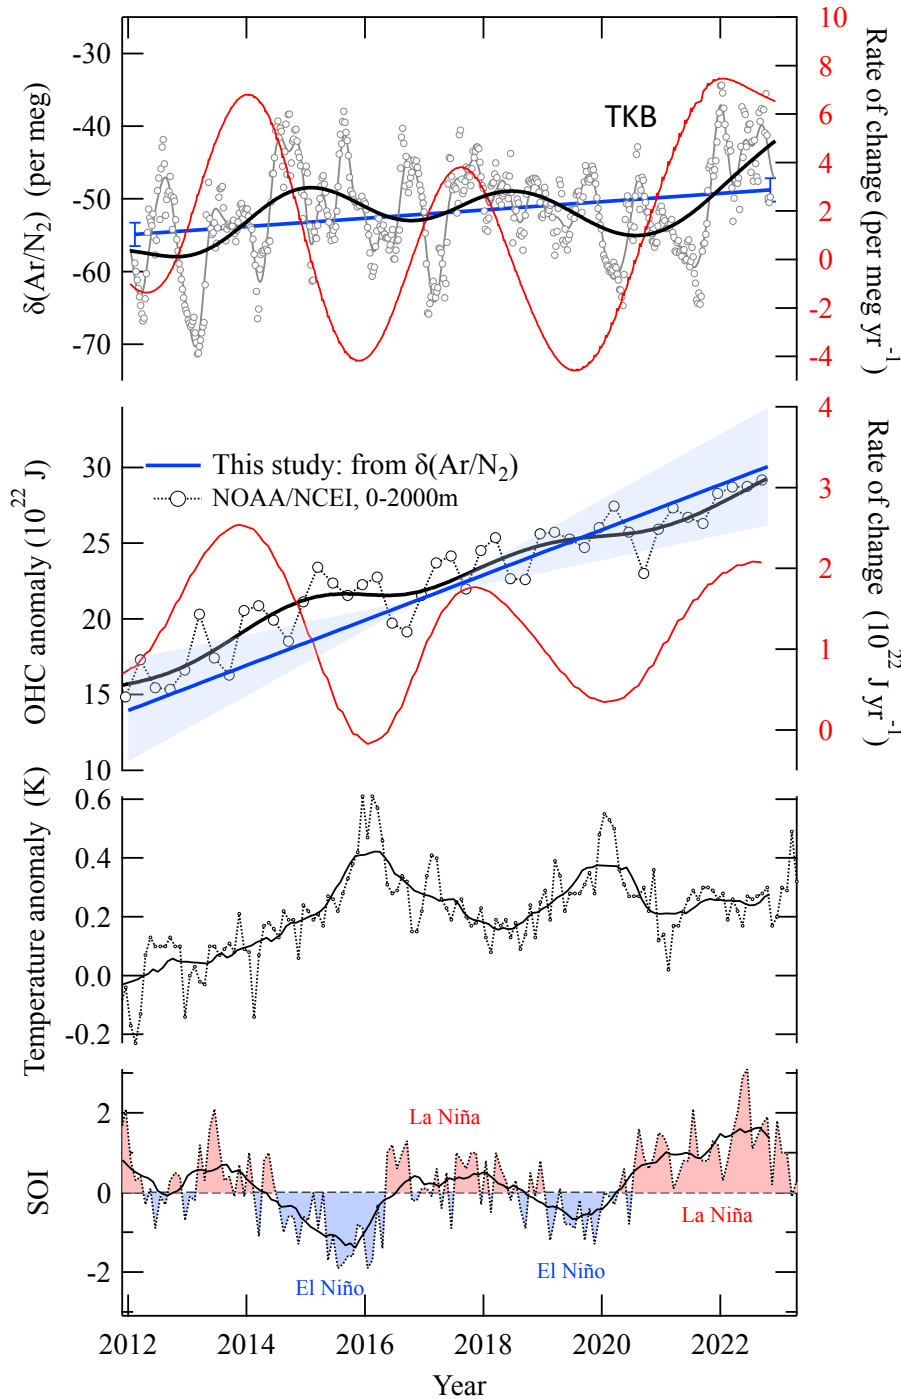 δ(Ar/N2) (per meg)
-30
-40
-50
-60
-70
TKB
10
8
6
4
2
0
-2
-4
Rate of change (per meg yr-1)
OHC anomaly (10^22 J)
30
25
20
15
10
This study: from δ(Ar/N2)
NOAA/NCEI, 0-2000m
4
3
2
1
0
Rate of change (10^22 J yr-1)
Temperature anomaly (K)
0.6
0.4
0.2
0.0
-0.2
SOI
2
0
-2
La Niña
El Niño
El Niño
La Niña
2012 2014 2016 2018 2020 2022
Year